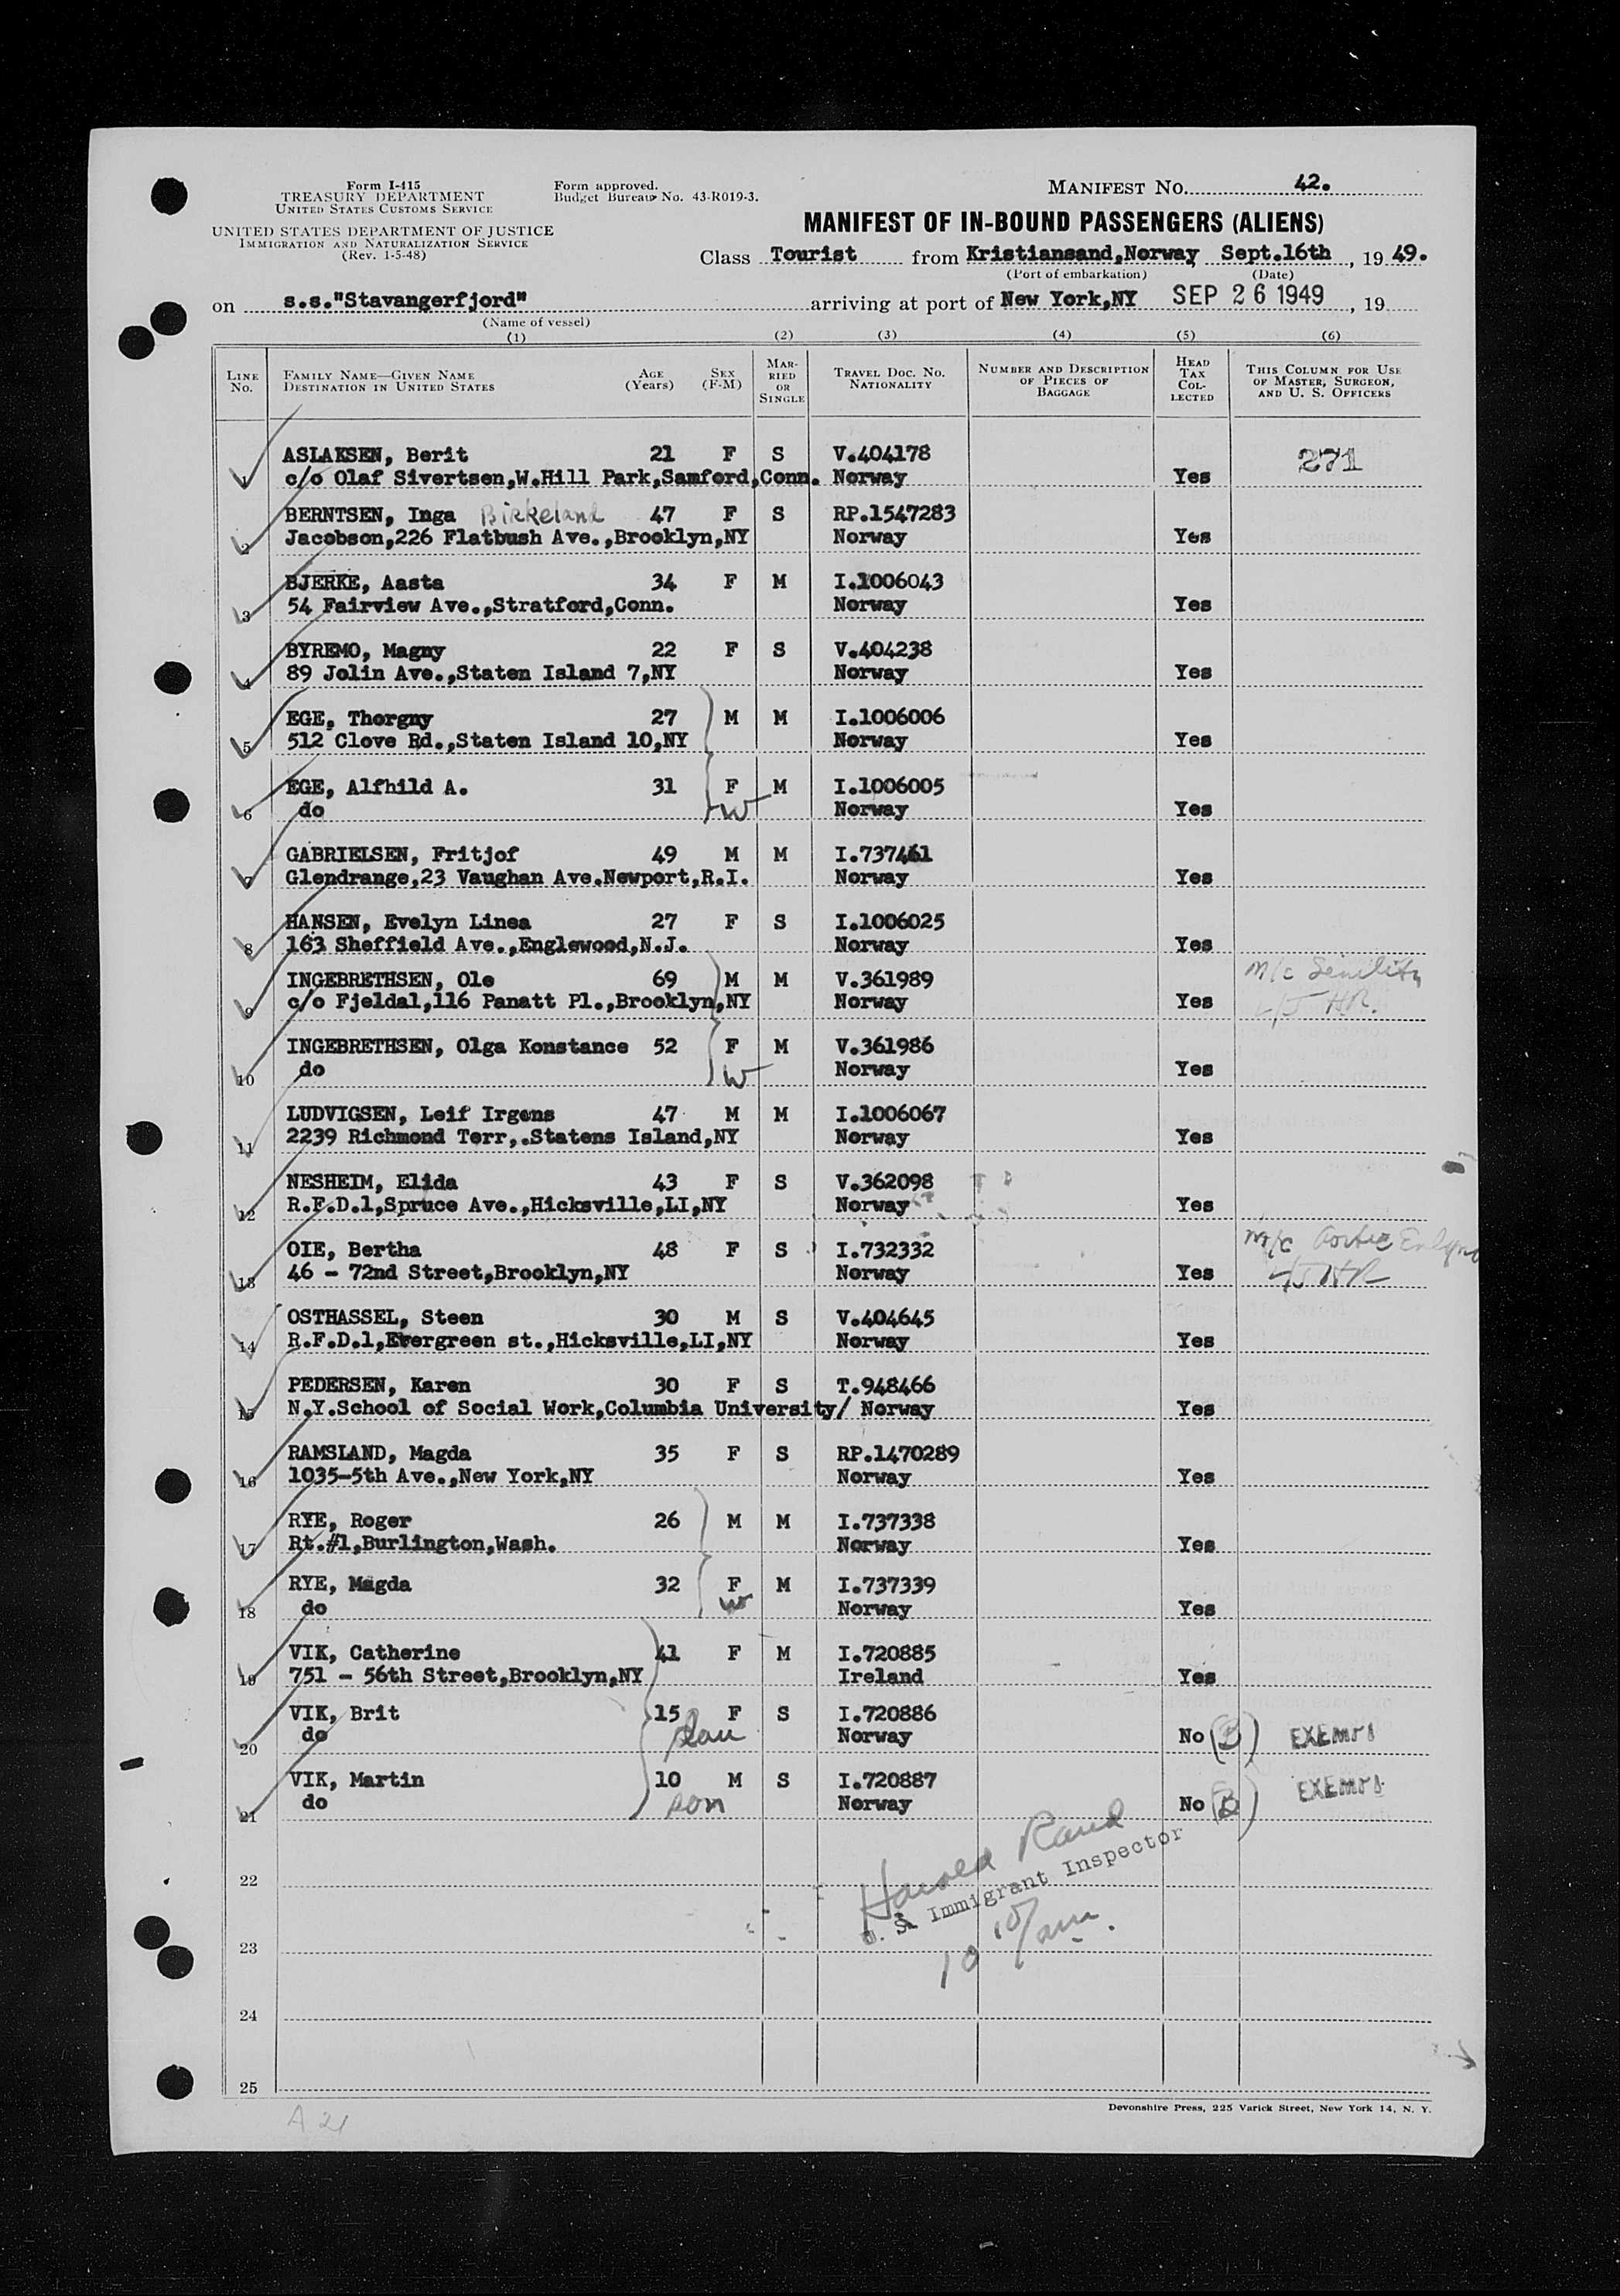 Form I-415
TREASURY DEPARTMENT
UNITED STATES CUSTOMS SERVICE
UNITED STATES DEPARTMENT OF JUSTICE
IMMIGRATION AND NATURALIZATION SERVICE
(Rev. 1-5-48)
Form approved.
Budget Bureau No. 43-R019-3.
MANIFEST NO. 42.
MANIFEST OF IN-BOUND PASSENGERS (ALIENS)
Class Tourist from Kristiansand,Norway Sept.16th, 19 49.
(Port of embarkation) (Date)
on s.s."Stavangerfjord" arriving at port of New York,NY SEP 26 1949, 19
(Name of vessel)
(1) (2) (3) (4) (5) (6)
LINE No. FAMILY NAME—GIVEN NAME DESTINATION IN UNITED STATES AGE (Years) SEX (F-M) MARRIED OR SINGLE TRAVEL DOC. NO. NATIONALITY NUMBER AND DESCRIPTION OF PIECES OF BAGGAGE HEAD TAX COLLECTED THIS COLUMN FOR USE OF MASTER, SURGEON, AND U. S. OFFICERS
ASLAKSEN, Berit 21 F S V.404178 271
1 c/o Olaf Sivertsen,W.Hill Park,Samford,Conn. Norway Yes
BERNTSEN, Inga Birkeland 47 F S RP.1547283
2 Jacobson,226 Flatbush Ave.,Brooklyn,NY Norway Yes
BJERKE, Aasta 34 F M I.1006043
3 54 Fairview Ave.,Stratford,Conn. Norway Yes
BYREMO, Magny 22 F S V.404238
4 89 Jolin Ave.,Staten Island 7,NY Norway Yes
EGE, Thorgny 27 M M I.1006006
5 512 Clove Rd.,Staten Island 10,NY Norway Yes
EGE, Alfhild A. 31 F M I.1006005
6 do W Norway Yes
GABRIELSEN, Fritjof 49 M M I.737461
7 Glendrange,23 Vaughan Ave.Newport,R.I. Norway Yes
HANSEN, Evelyn Linea 27 F S I.1006025
8 163 Sheffield Ave.,Englewood,N.J. Norway Yes
INGEBRETHSEN, Ole 69 M M V.361989 M/c Senility
9 c/o Fjeldal,116 Panatt Pl.,Brooklyn,NY Norway Yes HR.
INGEBRETHSEN, Olga Konstance 52 F M V.361986
10 do W Norway Yes
LUDVIGSEN, Leif Irgens 47 M M I.1006067
11 2239 Richmond Terr,.Statens Island,NY Norway Yes
NESHEIM, Elida 43 F S V.362098
12 R.F.D.1,Spruce Ave.,Hicksville,LI,NY Norway Yes
OIE, Bertha 48 F S I.732332 M/c
13 46 - 72nd Street,Brooklyn,NY Norway Yes HR
OSTHASSEL, Steen 30 M S V.404645
14 R.F.D.1,Evergreen st.,Hicksville,LI,NY Norway Yes
PEDERSEN, Karen 30 F S T.948466
15 N.Y.School of Social Work,Columbia University/ Norway Yes
RAMSLAND, Magda 35 F S RP.1470289
16 1035-5th Ave.,New York,NY Norway Yes
RYE, Roger 26 M M I.737338
17 Rt.#1,Burlington,Wash. Norway Yes
RYE, Magda 32 F M I.737339
18 do W Norway Yes
VIK, Catherine 41 F M I.720885
19 751 - 56th Street,Brooklyn,NY Ireland Yes
VIK, Brit 15 F S I.720886
20 do dau Norway No (B) EXEMPT
VIK, Martin 10 M S I.720887
21 do son Norway No (B) EXEMPT
Harold Rand
U. S. Immigrant Inspector
22
10 15/am.
23
24
25
Devonshire Press, 225 Varick Street, New York 14, N. Y.
A 21